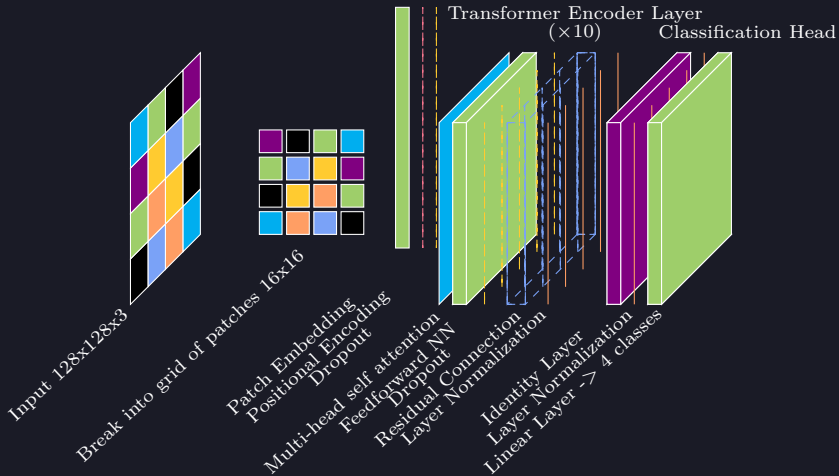 Transformer Encoder Layer
(×10)
Classification Head
Input 128x128x3
Break into grid of patches 16x16
Patch Embedding
Positional Encoding
Dropout
Multi-head self attention
Feedforward NN
Dropout
Residual Connection
Layer Normalization
Identity Layer
Layer Normalization
Linear Layer -> 4 classes